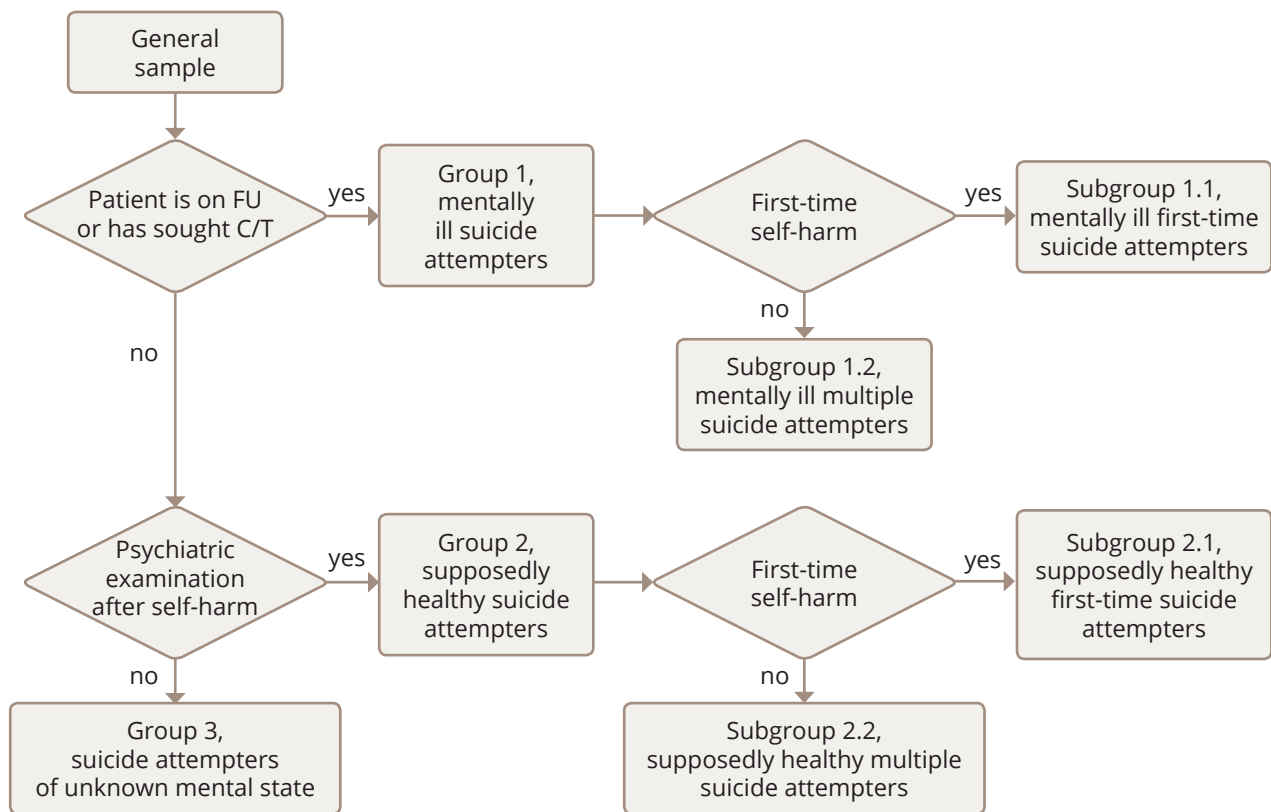 General
sample
Patient is on FU
or has sought C/T
yes
Group 1,
mentally
ill suicide
attempters
First-time
self-harm
yes
Subgroup 1.1,
mentally ill first-time
suicide attempters
no
Subgroup 1.2,
mentally ill multiple
suicide attempters
no
Psychiatric
examination
after self-harm
yes
Group 2,
supposedly
healthy suicide
attempters
First-time
self-harm
yes
Subgroup 2.1,
supposedly healthy
first-time suicide
attempters
no
Group 3,
suicide attempters
of unknown mental state
no
Subgroup 2.2,
supposedly healthy multiple
suicide attempters